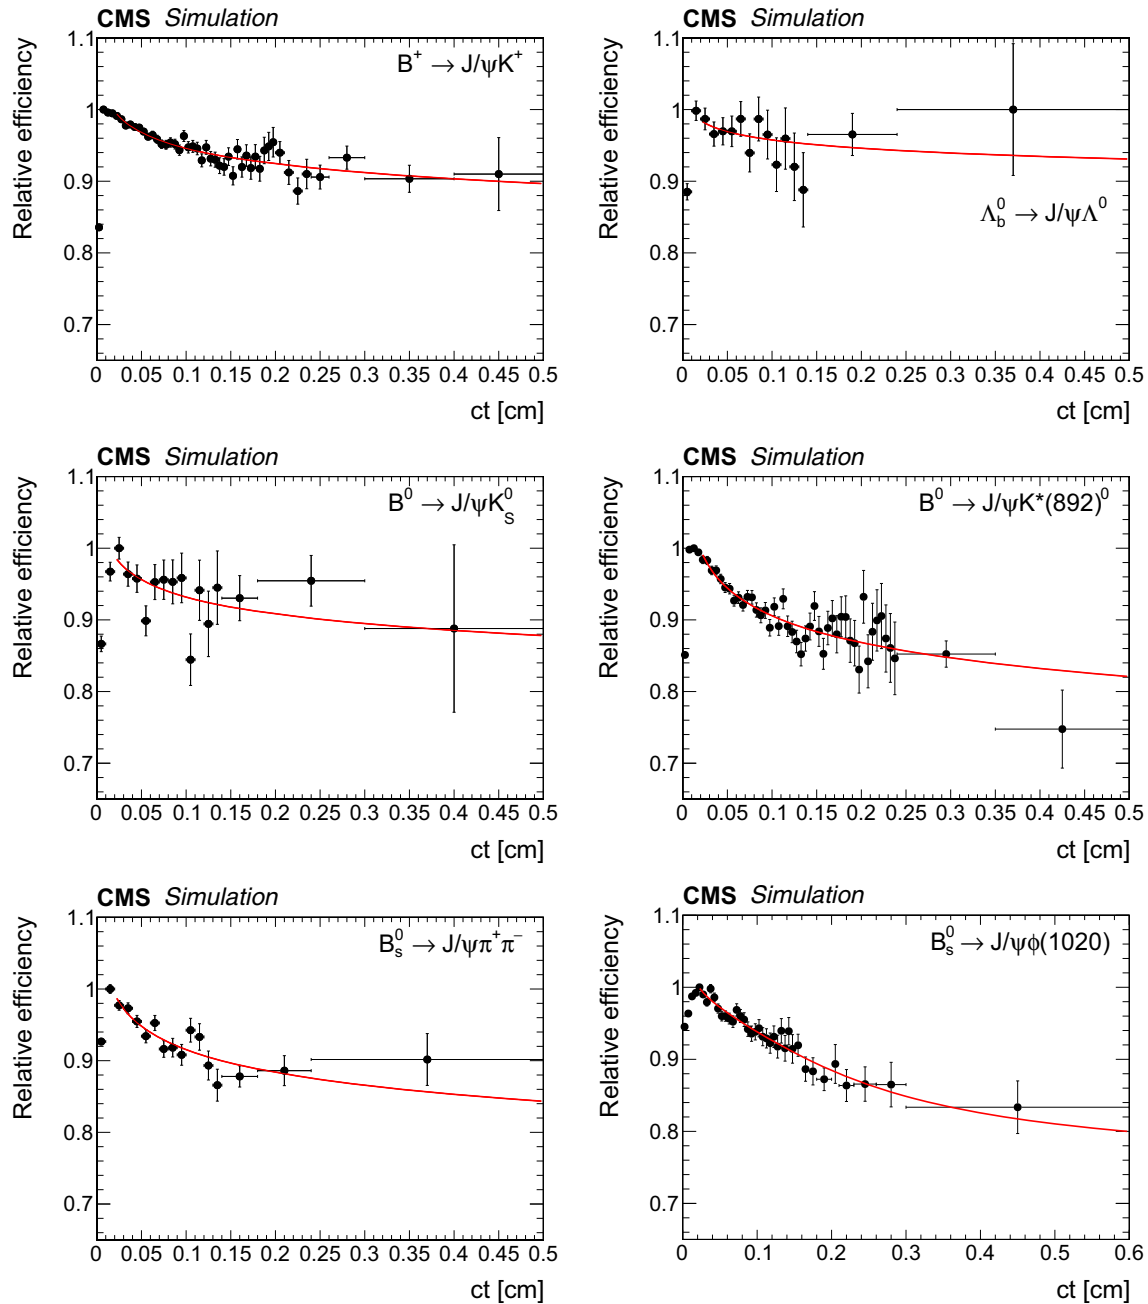 CMS Simulation
Relative efficiency
1.1
1
0.9
0.8
0.7
B⁺ → J/ψK⁺
0 0.05 0.1 0.15 0.2 0.25 0.3 0.35 0.4 0.45 0.5
ct [cm]
CMS Simulation
Relative efficiency
1.1
1
0.9
0.8
0.7
Λ_b^0 → J/ψΛ⁰
0 0.05 0.1 0.15 0.2 0.25 0.3 0.35 0.4 0.45 0.5
ct [cm]
CMS Simulation
Relative efficiency
1.1
1
0.9
0.8
0.7
B⁰ → J/ψK_S^0
0 0.05 0.1 0.15 0.2 0.25 0.3 0.35 0.4 0.45 0.5
ct [cm]
CMS Simulation
Relative efficiency
1.1
1
0.9
0.8
0.7
B⁰ → J/ψK*(892)⁰
0 0.05 0.1 0.15 0.2 0.25 0.3 0.35 0.4 0.45 0.5
ct [cm]
CMS Simulation
Relative efficiency
1.1
1
0.9
0.8
0.7
B_s^0 → J/ψπ⁺π⁻
0 0.05 0.1 0.15 0.2 0.25 0.3 0.35 0.4 0.45 0.5
ct [cm]
CMS Simulation
Relative efficiency
1.1
1
0.9
0.8
0.7
B_s^0 → J/ψϕ(1020)
0 0.1 0.2 0.3 0.4 0.5 0.6
ct [cm]